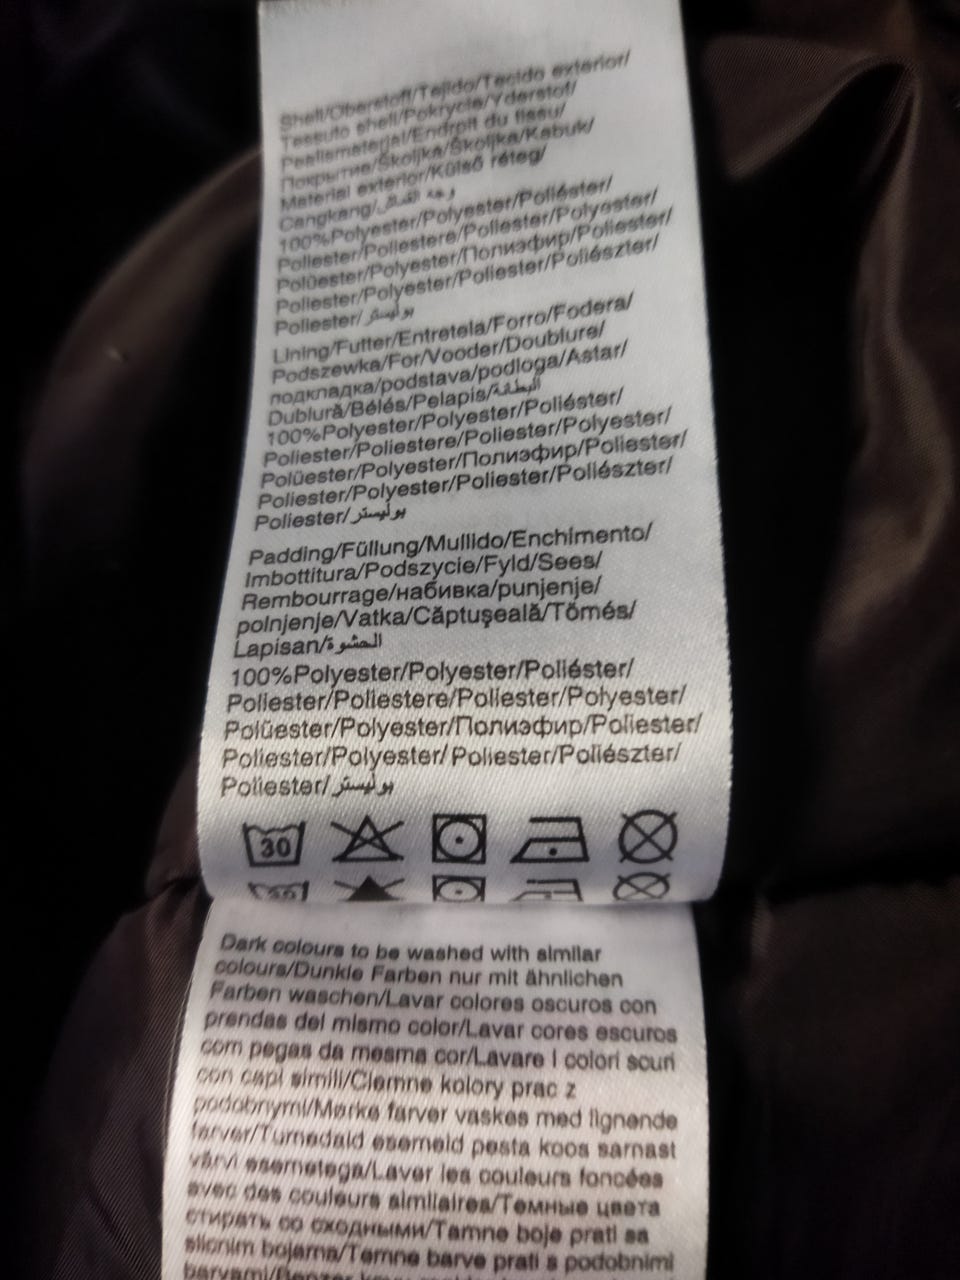 Shell/Oberstoff/Tejido/Tecido exterior/
Tessuto shell/Pokrycie/Yderstof/
Pealismaterjal/Endroit du tissu/
Покрытие/Školjka/Školjka/Kabuk/
Material exterior/Külső réteg/
Cangkang/
100%Polyester/Polyester/Poliéster/
Poliester/Poliestere/Poliester/Polyester/
Polüester/Polyester/Полиэфир/Poliester/
Poliester/Polyester/Poliester/Poliészter/
Poliester/بوليستر
Lining/Futter/Entretela/Forro/Fodera/
Podszewka/For/Vooder/Doublure/
подкладка/podstava/podloga/Astar/
Dublură/Bélés/Pelapis/البطانة
100%Polyester/Polyester/Poliéster/
Poliester/Poliestere/Poliester/Polyester/
Polüester/Polyester/Полиэфир/Poliester/
Poliester/Polyester/Poliester/Poliészter/
Poliester/بوليستر
Padding/Füllung/Mullido/Enchimento/
Imbottitura/Podszycie/Fyld/Sees/
Rembourrage/набивка/punjenje/
polnjenje/Vatka/Căptuşeală/Tömés/
Lapisan/الحشوة
100%Polyester/Polyester/Poliéster/
Poliester/Poliestere/Poliester/Polyester/
Polüester/Polyester/Полиэфир/Poliester/
Poliester/Polyester/Poliester/Poliészter/
Poliester/بوليستر
30
Dark colours to be washed with similar
colours/Dunkle Farben nur mit ähnlichen
Farben waschen/Lavar colores oscuros con
prendas del mismo color/Lavar cores escuros
com pegas da mesma cor/Lavare i colori scuri
con capi simili/Ciemne kolory prac z
podobnymi/Mørke farver vaskes med lignende
farver/Tumedaid esemeid pesta koos sarnast
värvi esemetega/Laver les couleurs foncées
avec des couleurs similaires/Темные цвета
стирать со сходными/Tamne boje prati sa
slicnim bojama/Temne barve prati s podobnimi
barvami/Benzer